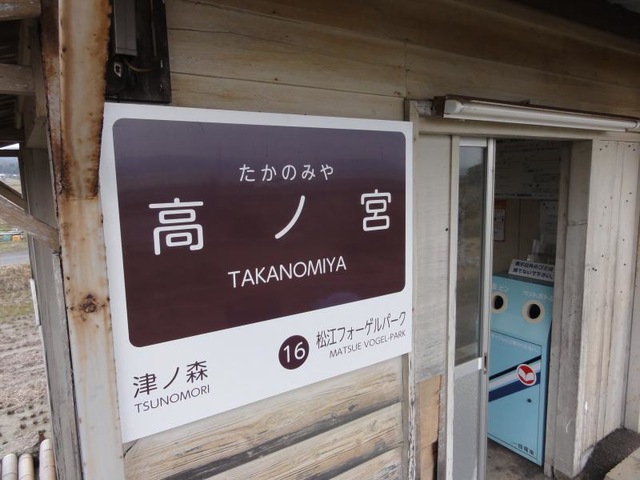 たかのみや
高ノ宮
TAKANOMIYA
津ノ森
TSUNOMORI
16
松江フォーゲルパーク
MATSUE VOGEL-PARK